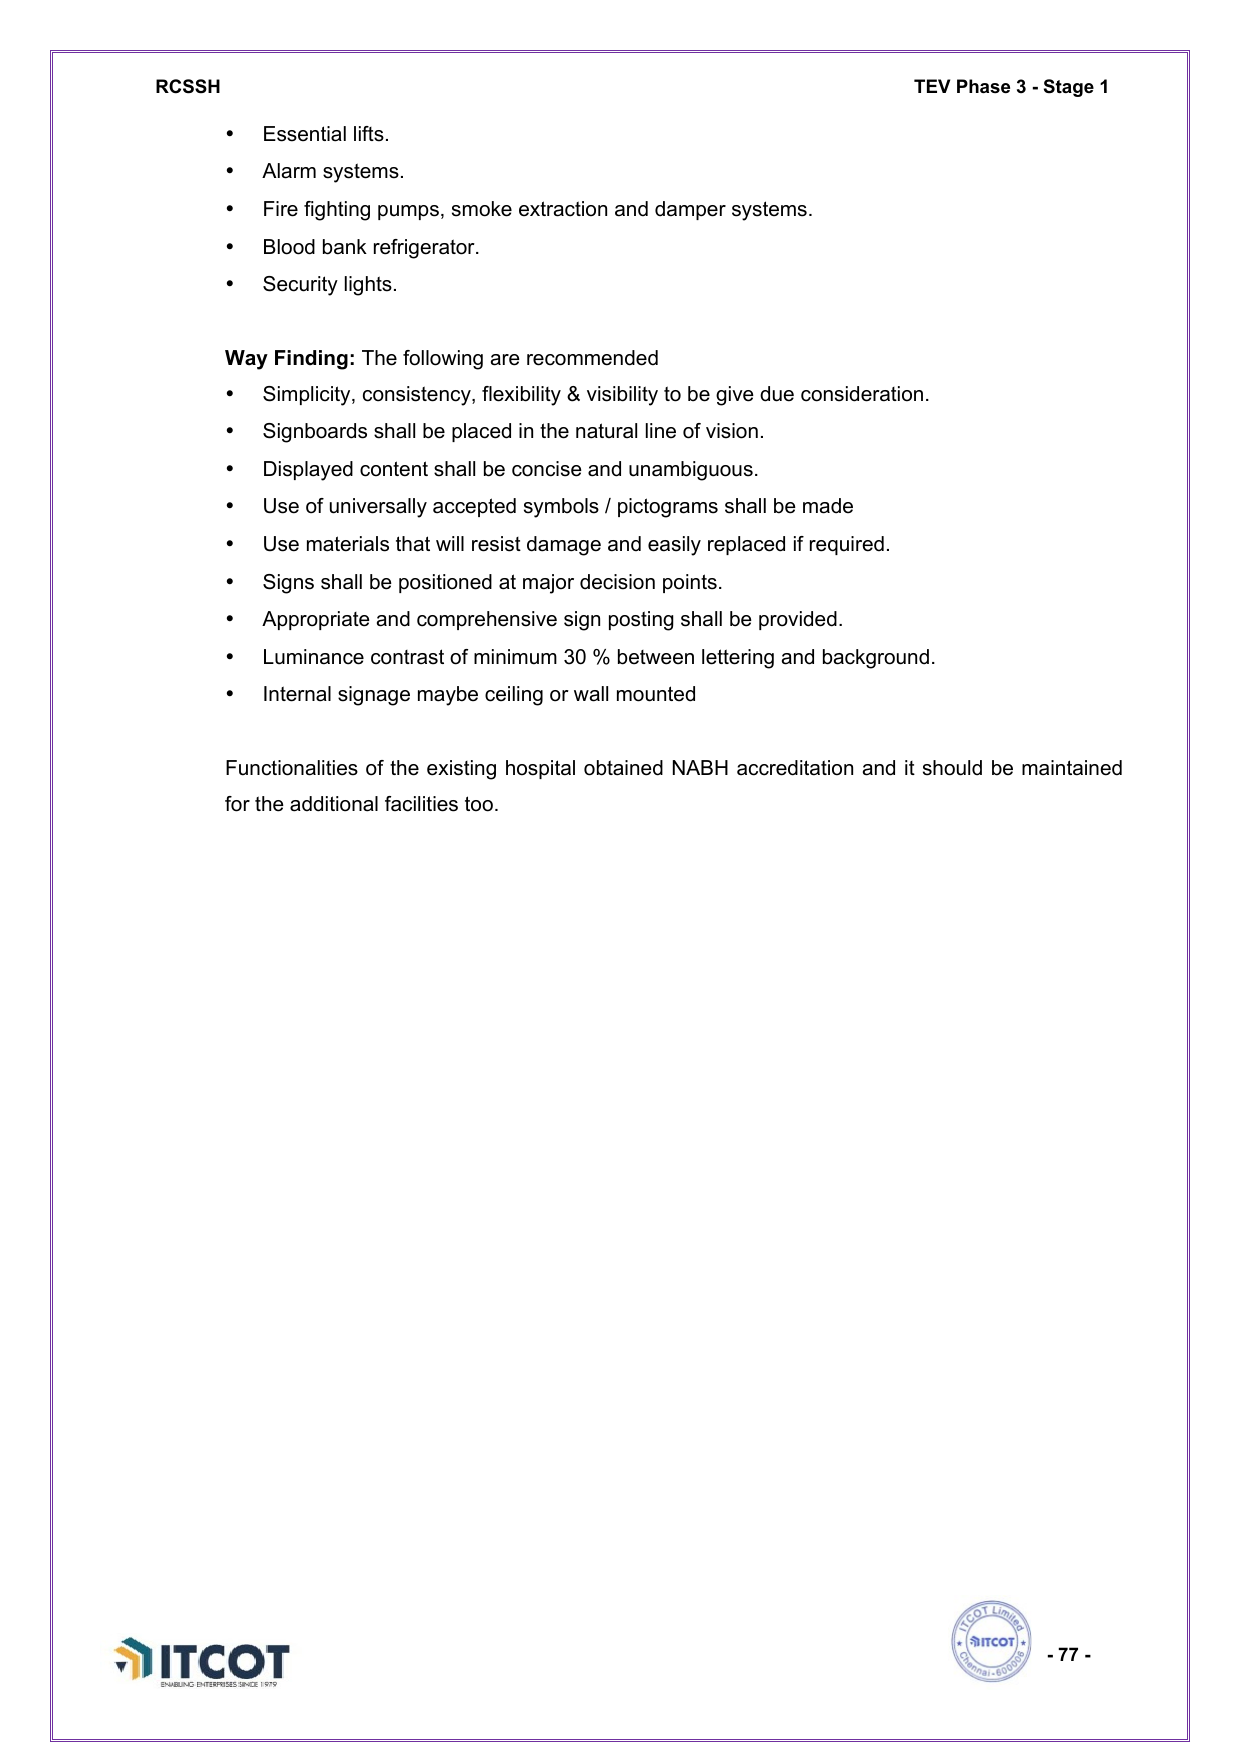 RCSSH
TEV Phase 3 - Stage 1
• Essential lifts.
• Alarm systems.
• Fire fighting pumps, smoke extraction and damper systems.
• Blood bank refrigerator.
• Security lights.
Way Finding: The following are recommended
• Simplicity, consistency, flexibility & visibility to be give due consideration.
• Signboards shall be placed in the natural line of vision.
• Displayed content shall be concise and unambiguous.
• Use of universally accepted symbols / pictograms shall be made
• Use materials that will resist damage and easily replaced if required.
• Signs shall be positioned at major decision points.
• Appropriate and comprehensive sign posting shall be provided.
• Luminance contrast of minimum 30 % between lettering and background.
• Internal signage maybe ceiling or wall mounted
Functionalities of the existing hospital obtained NABH accreditation and it should be maintained
for the additional facilities too.
ITCOT
ENABLING ENTERPRISES SINCE 1979
ITCOT Limited
ITCOT
Chennai-600006
- 77 -